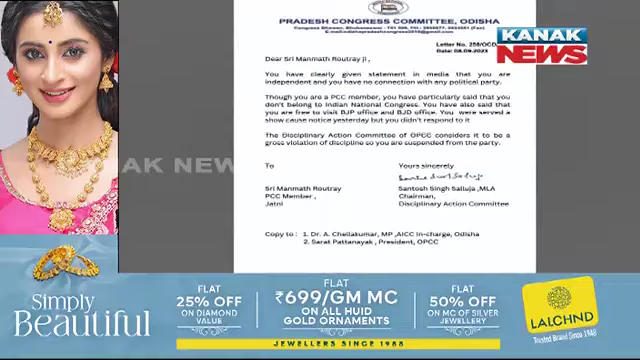 PRADESH CONGRESS COMMITTEE, ODISHA
Letter No. 258/OCDA
Date: 08.09.2023
KANAK
NEWS
Dear Sri Manmath Routray ji ,
You have clearly given statement in media that you are
independent and you have no connection with any political party.
Though you are a PCC member, you have particularly said that you
don't belong to Indian National Congress. You have also said that
you are free to visit BJP office and BJD office. You were served a
show cause notice yesterday but you didn't respond to it
The Disciplinary Action Committee of OPCC considers it to be a
gross violation of discipline so you are suspended from the party.
AK NEW
To
Yours sincerely
Sri Manmath Routray
Santosh Singh Salluja ,MLA
PCC Member ,
Chairman,
Jatni
Disciplinary Action Committee
Copy to : 1. Dr. A. Chellakumar, MP ,AICC In-charge, Odisha
2. Sarat Pattanayak , President, OPCC
Simply
Beautiful
FLAT
25% OFF
ON DIAMOND
VALUE
FLAT
₹699/GM MC
ON ALL HUID
GOLD ORNAMENTS
FLAT
50% OFF
ON MC OF SILVER
JEWELLERY
JEWELLERS SINCE 1988
LALCHND
Trusted Brand Since 1988